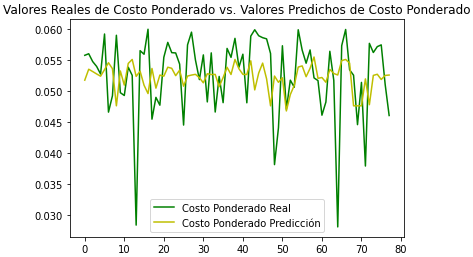 Valores Reales de Costo Ponderado vs. Valores Predichos de Costo Ponderado
0.060
0.055
0.050
0.045
0.040
0.035
0.030
Costo Ponderado Real
Costo Ponderado Predicción
0 10 20 30 40 50 60 70 80